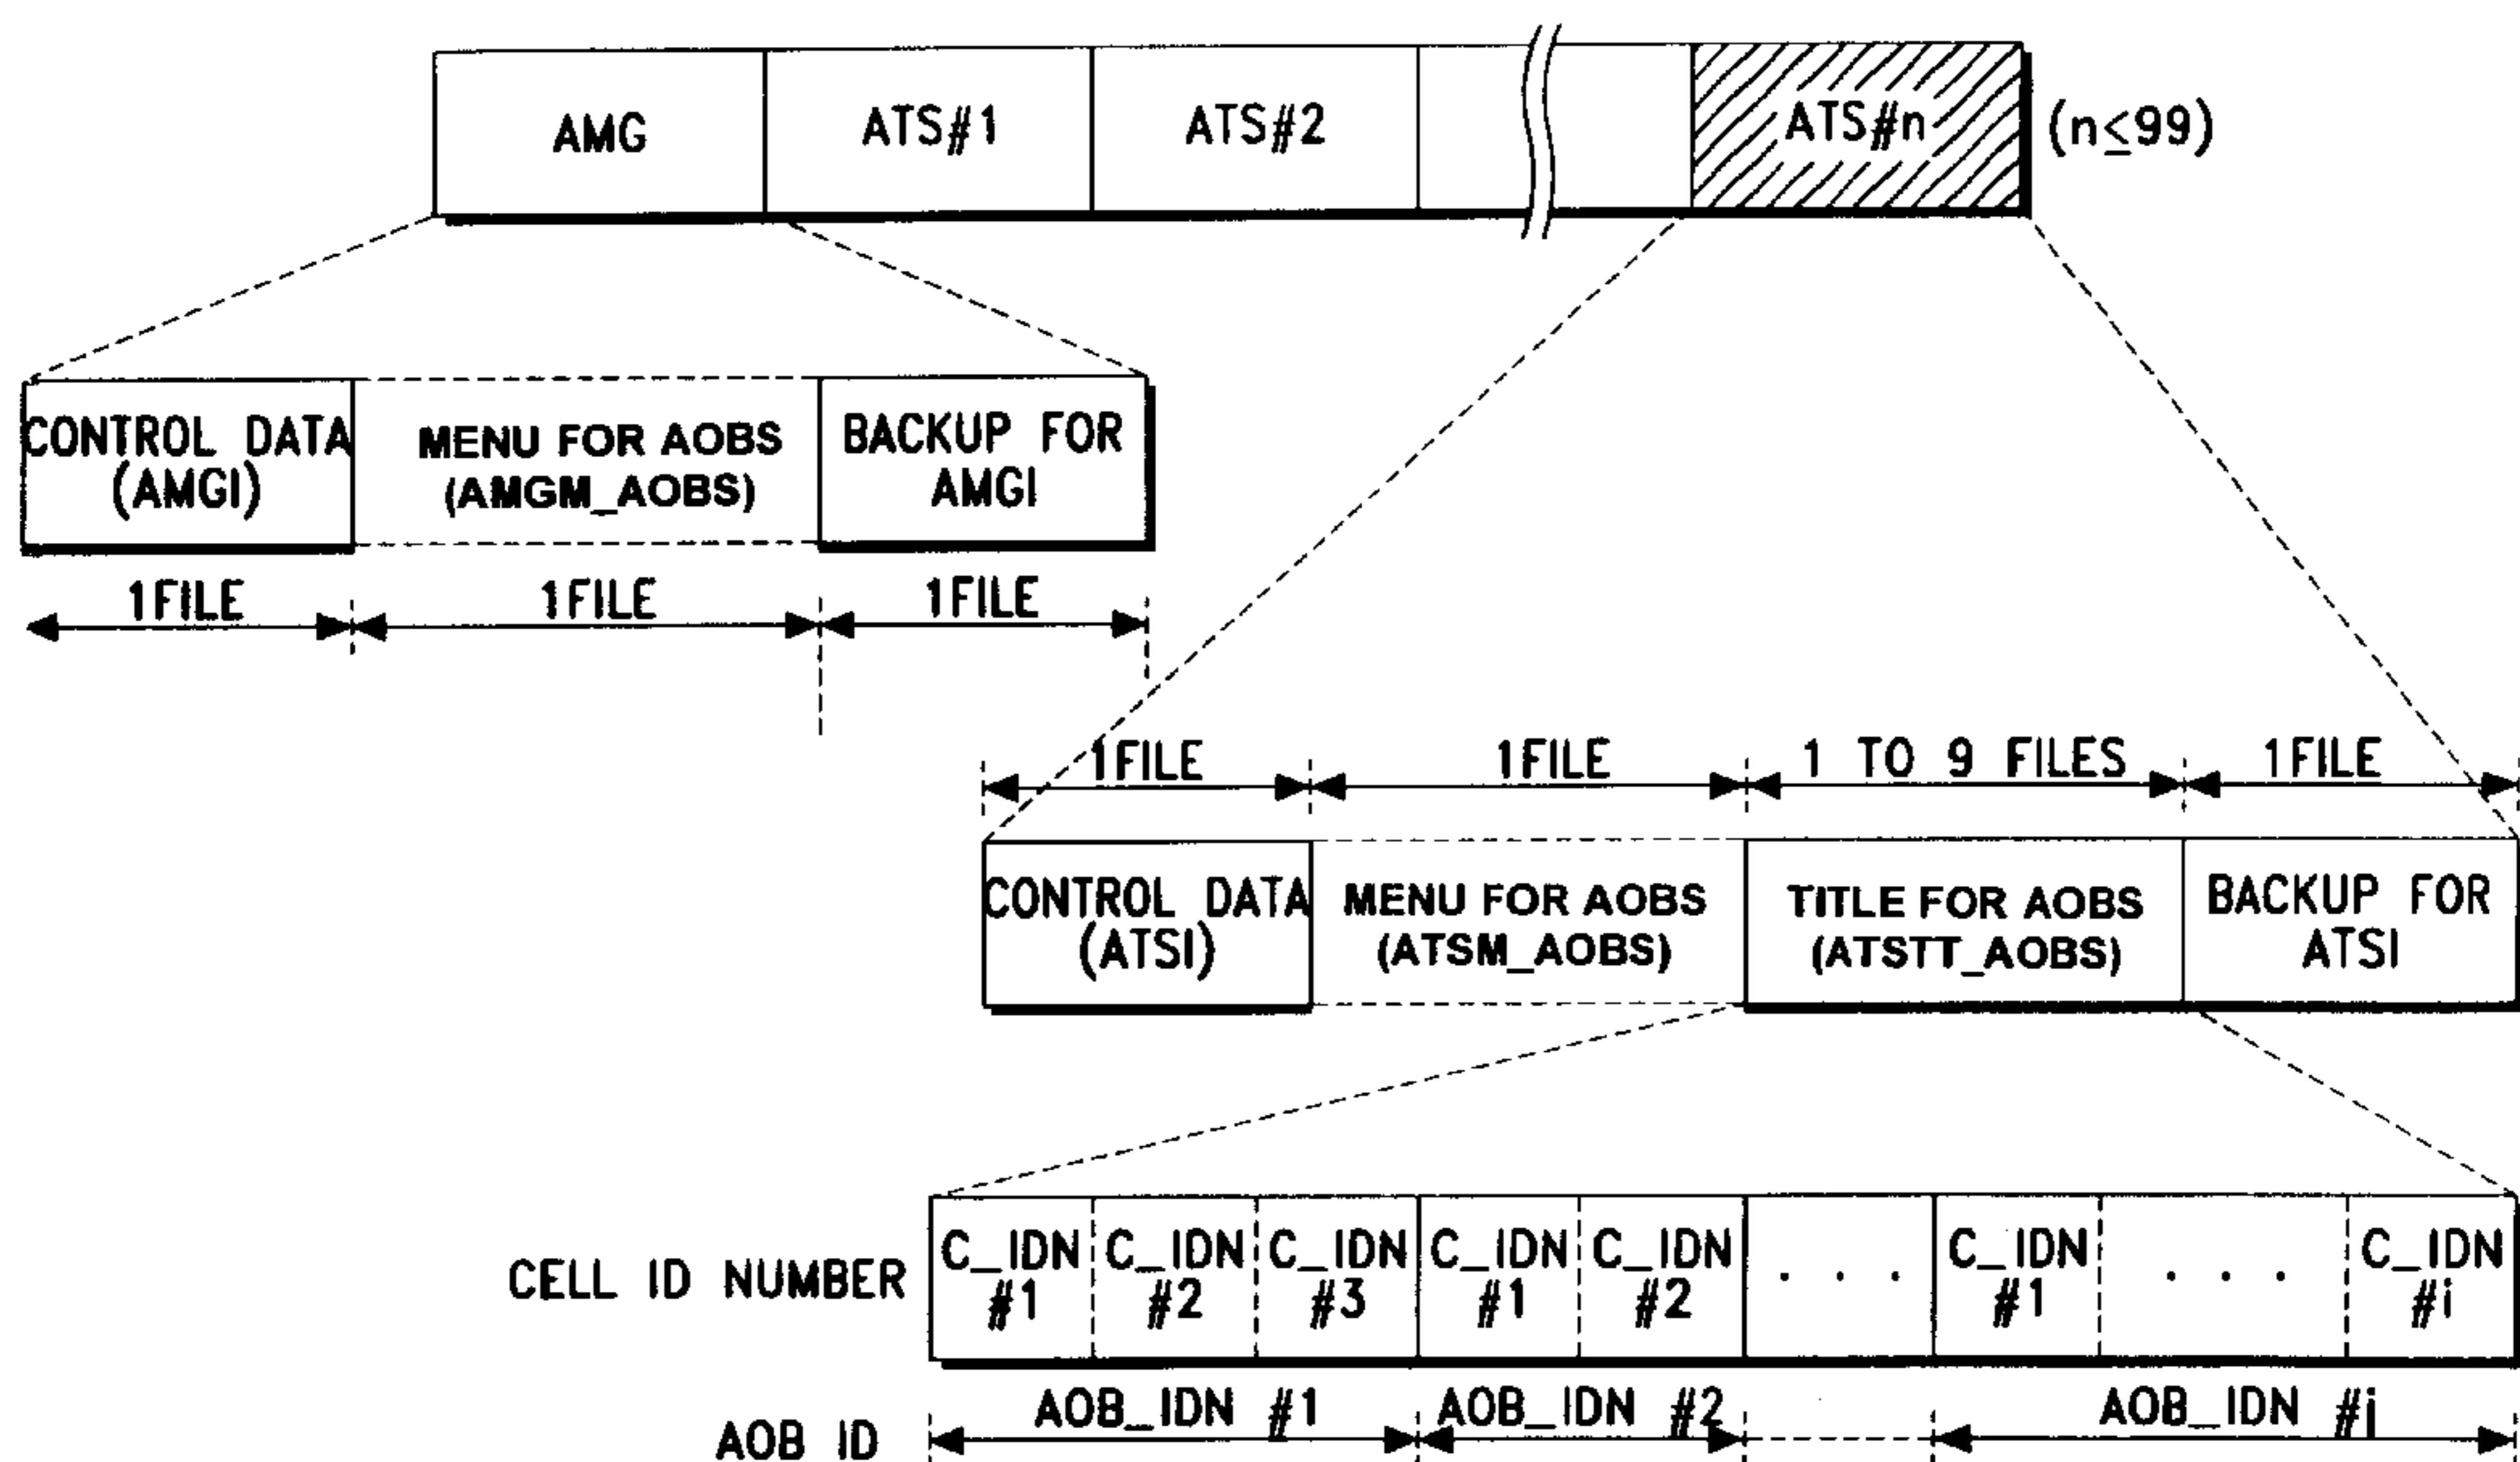 AMG ATS#1 ATS#2 ATS#n (n≤99)
CONTROL DATA (AMGI)
MENU FOR AOBS (AMGM_AOBS)
BACKUP FOR AMGI
1FILE 1FILE 1FILE
1FILE 1FILE 1 TO 9 FILES 1FILE
CONTROL DATA (ATSI)
MENU FOR AOBS (ATSM_AOBS)
TITLE FOR AOBS (ATSTT_AOBS)
BACKUP FOR ATSI
CELL ID NUMBER C_IDN #1 C_IDN #2 C_IDN #3 C_IDN #1 C_IDN #2 . . . C_IDN #1 . . . C_IDN #i
AOB ID AOB_IDN #1 AOB_IDN #2 AOB_IDN #j